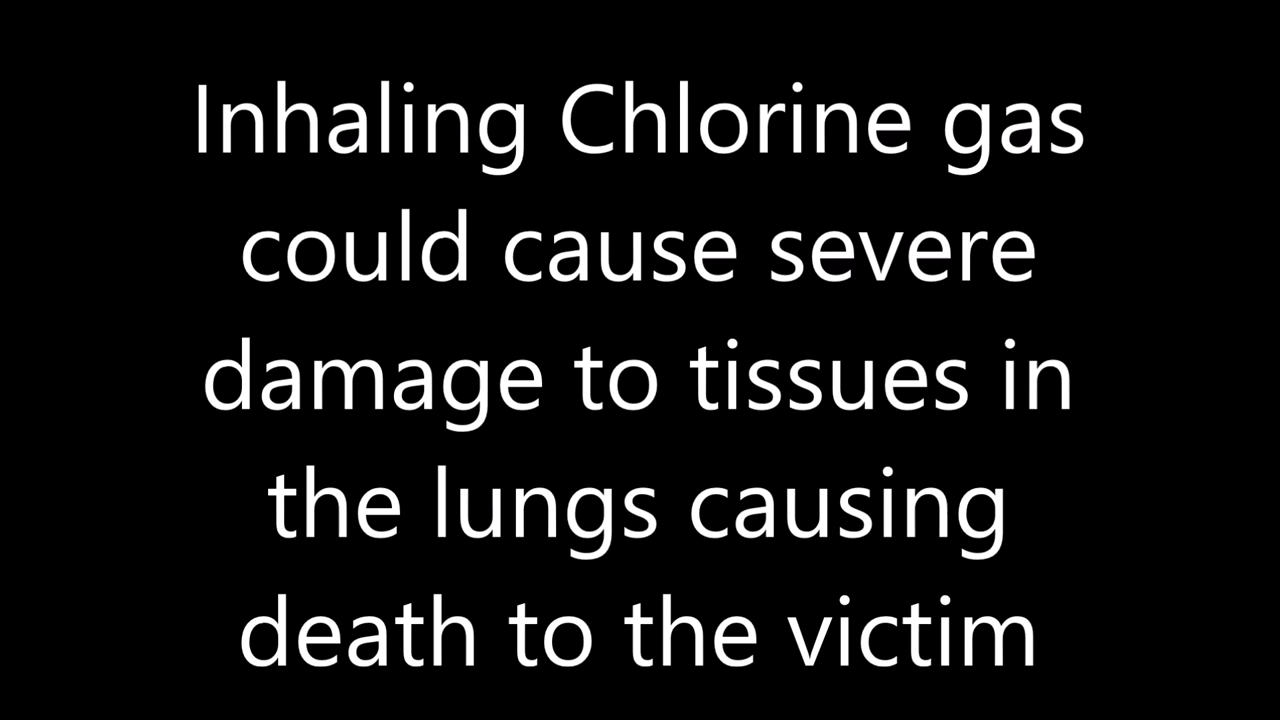 Inhaling Chlorine gas
could cause severe
damage to tissues in
the lungs causing
death to the victim